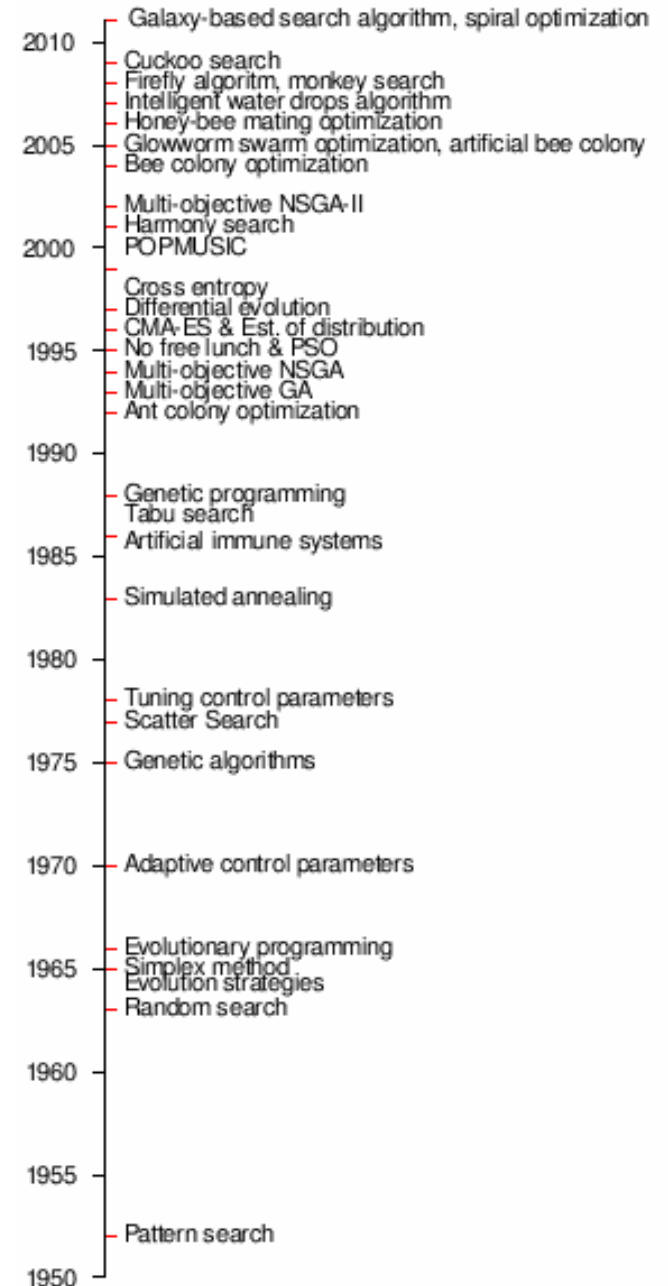 Galaxy-based search algorithm, spiral optimization
2010
Cuckoo search
Firefly algoritm, monkey search
Intelligent water drops algorithm
Honey-bee mating optimization
2005 Glowworm swarm optimization, artificial bee colony
Bee colony optimization
Multi-objective NSGA-II
Harmony search
2000 POPMUSIC
Cross entropy
Differential evolution
CMA-ES & Est. of distribution
1995 No free lunch & PSO
Multi-objective NSGA
Multi-objective GA
Ant colony optimization
1990
Genetic programming
Tabu search
Artificial immune systems
1985
Simulated annealing
1980
Tuning control parameters
Scatter Search
1975 Genetic algorithms
1970 Adaptive control parameters
Evolutionary programming
1965 Simplex method
Evolution strategies
Random search
1960
1955
Pattern search
1950